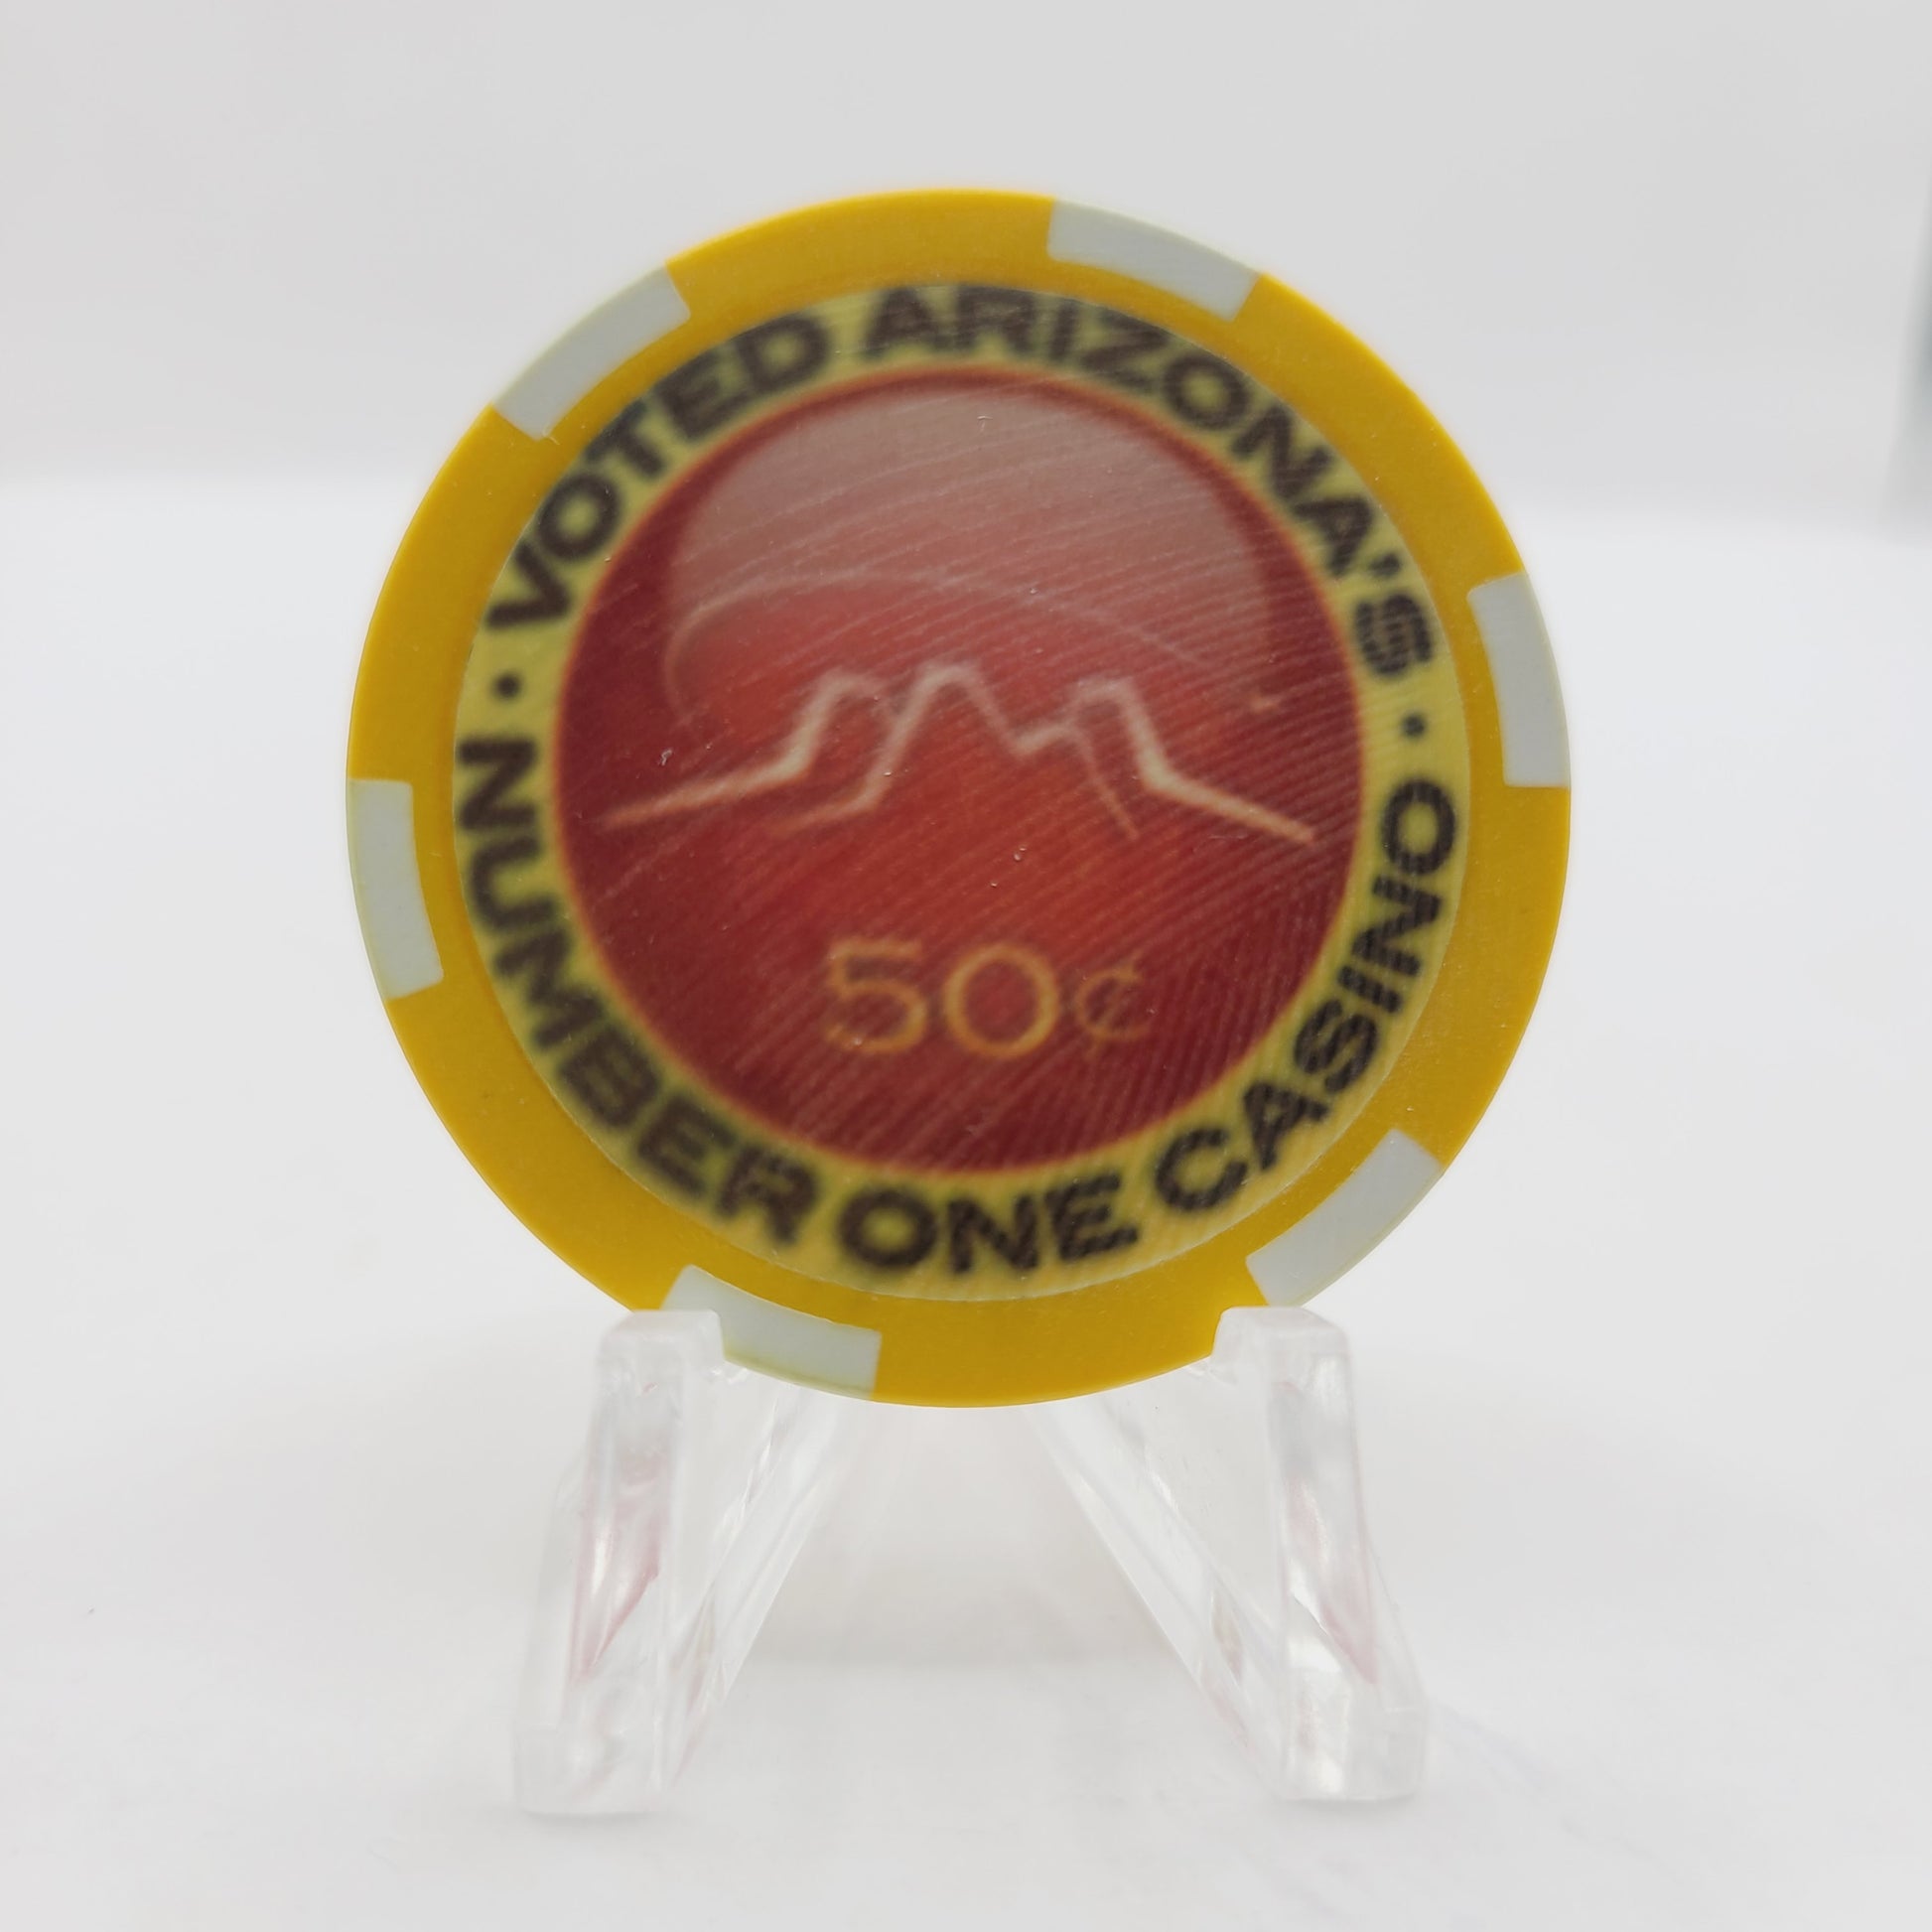 • VOTED ARIZONA'S •
NUMBER ONE CASINO
50¢